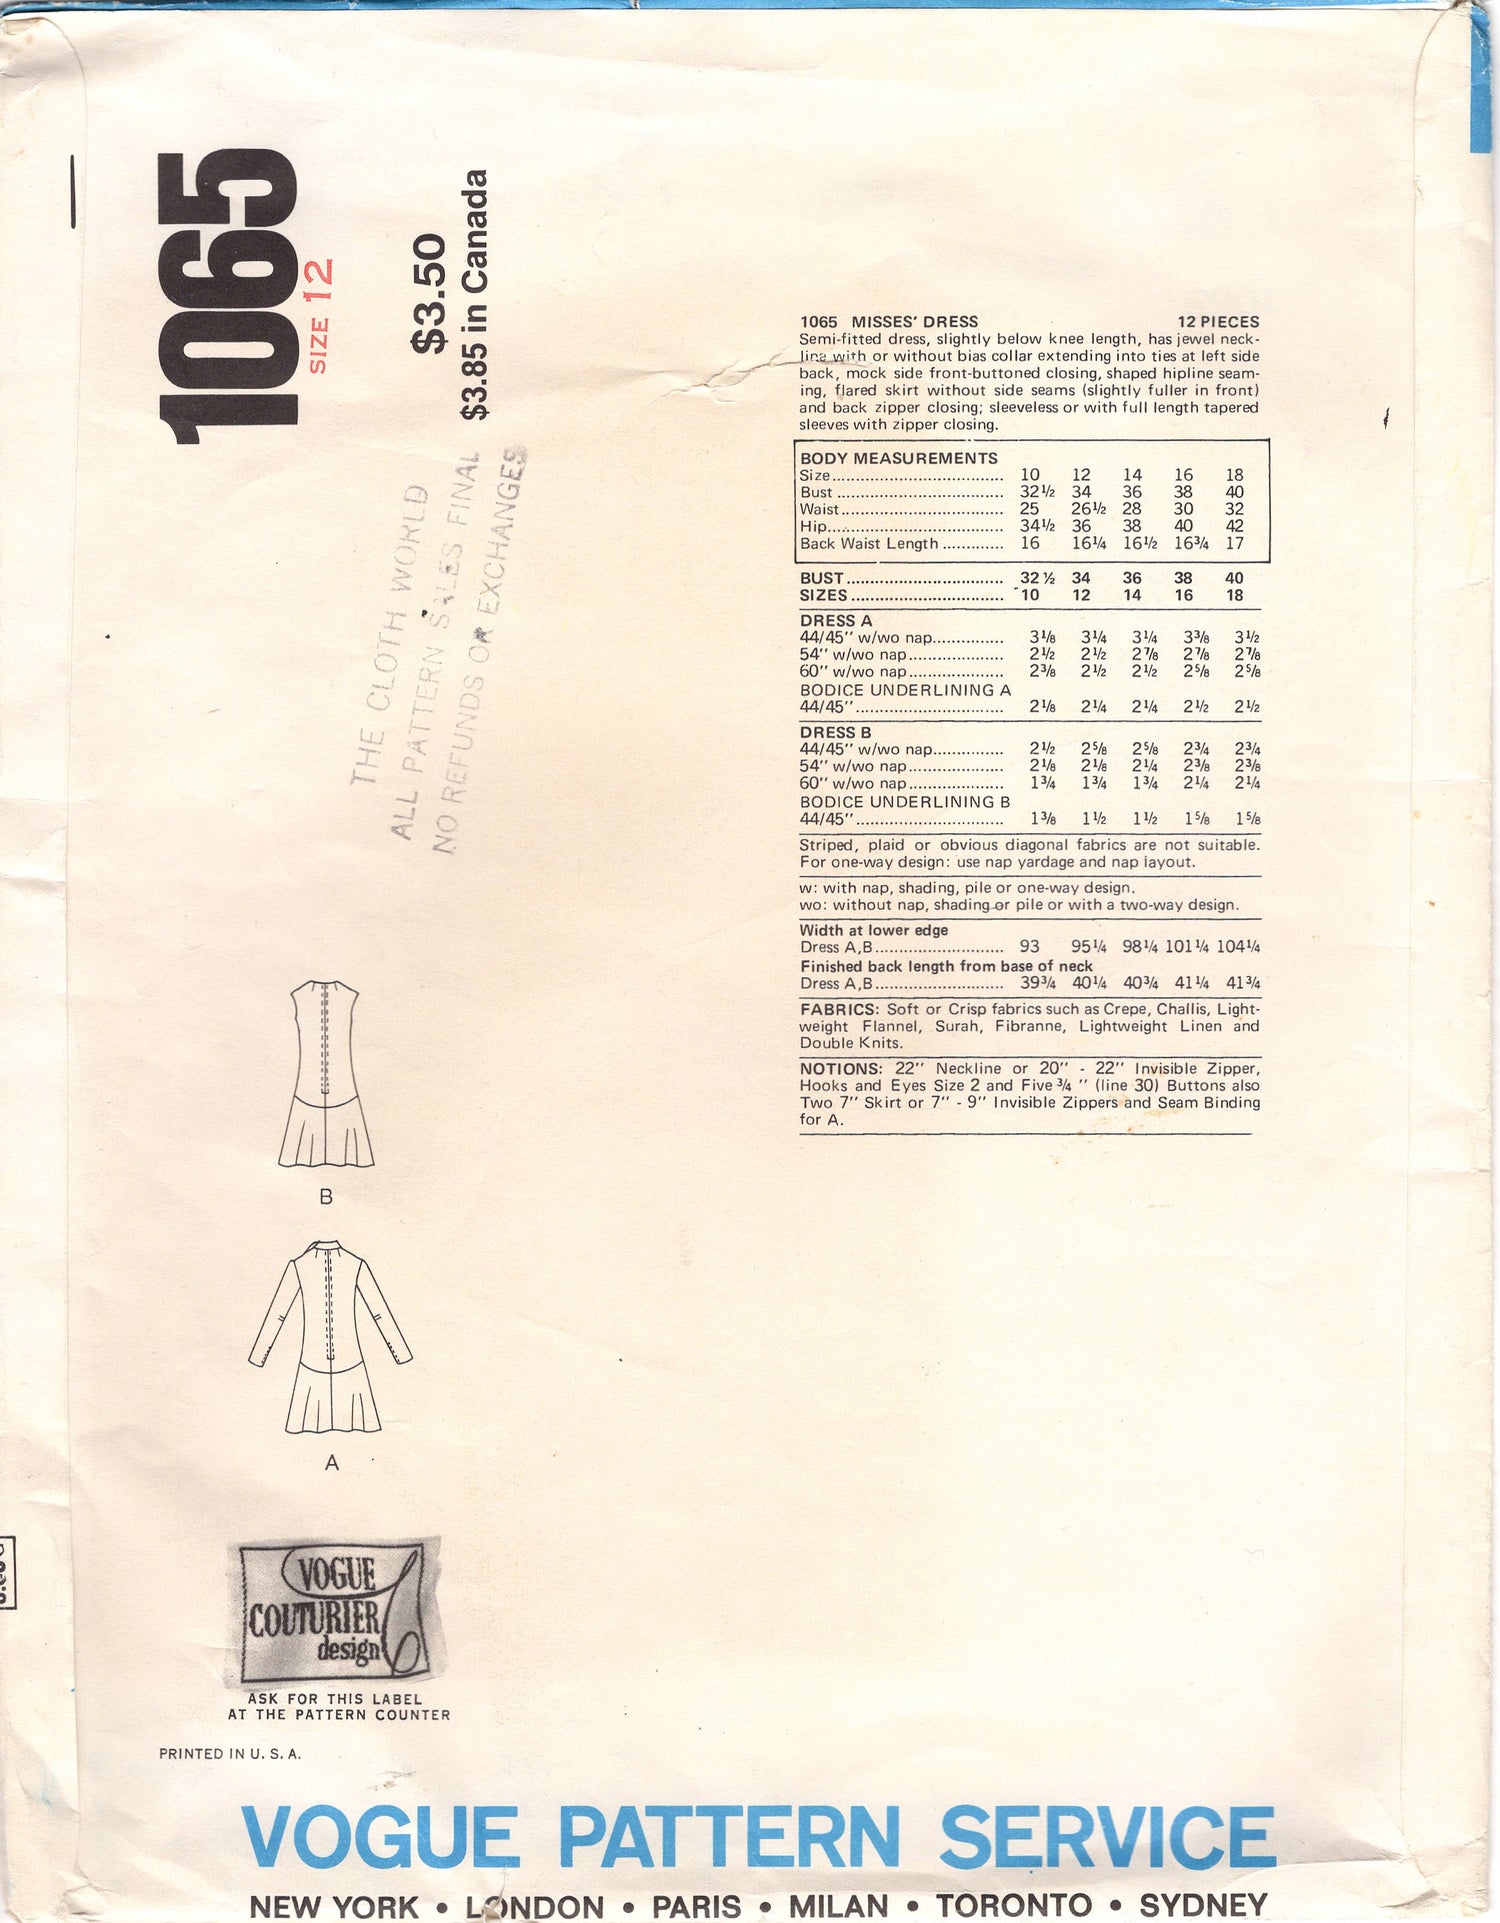 1065
SIZE 12
$3.50
$3.85 in Canada
THE CLOTH WORLD
ALL PATTERN SALES FINAL
NO REFUNDS OR EXCHANGES
1065 MISSES' DRESS 12 PIECES
Semi-fitted dress, slightly below knee length, has jewel neck-
line with or without bias collar extending into ties at left side
back, mock side front-buttoned closing, shaped hipline seam-
ing, flared skirt without side seams (slightly fuller in front)
and back zipper closing; sleeveless or with full length tapered
sleeves with zipper closing.
BODY MEASUREMENTS
Size.................................. 10 12 14 16 18
Bust ................................. 32½ 34 36 38 40
Waist................................ 25 26½ 28 30 32
Hip................................... 34½ 36 38 40 42
Back Waist Length ............ 16 16¼ 16½ 16¾ 17
BUST............................... 32 ½ 34 36 38 40
SIZES.............................. 10 12 14 16 18
DRESS A
44/45" w/wo nap.............. 3⅛ 3¼ 3¼ 3⅜ 3½
54" w/wo nap................... 2½ 2½ 2⅞ 2⅞ 2⅞
60" w/wo nap................... 2⅜ 2½ 2½ 2⅝ 2⅝
BODICE UNDERLINING A
44/45"............................. 2⅛ 2¼ 2¼ 2½ 2½
DRESS B
44/45" w/wo nap.............. 2½ 2⅝ 2⅝ 2¾ 2¾
54" w/wo nap................... 2⅛ 2⅛ 2¼ 2⅜ 2⅜
60" w/wo nap................... 1¾ 1¾ 1¾ 2¼ 2¼
BODICE UNDERLINING B
44/45"............................. 1⅜ 1½ 1½ 1⅝ 1⅝
Striped, plaid or obvious diagonal fabrics are not suitable.
For one-way design: use nap yardage and nap layout.
w: with nap, shading, pile or one-way design.
wo: without nap, shading or pile or with a two-way design.
Width at lower edge
Dress A,B.......................... 93 95¼ 98¼ 101¼ 104¼
Finished back length from base of neck
Dress A,B.......................... 39¾ 40¼ 40¾ 41¼ 41¾
FABRICS: Soft or Crisp fabrics such as Crepe, Challis, Light-
weight Flannel, Surah, Fibranne, Lightweight Linen and
Double Knits.
NOTIONS: 22" Neckline or 20" - 22" Invisible Zipper,
Hooks and Eyes Size 2 and Five ¾ " (line 30) Buttons also
Two 7" Skirt or 7" - 9" Invisible Zippers and Seam Binding
for A.
B
A
VOGUE
COUTURIER
design
ASK FOR THIS LABEL
AT THE PATTERN COUNTER
PRINTED IN U. S. A.
VOGUE PATTERN SERVICE
NEW YORK • LONDON • PARIS • MILAN • TORONTO • SYDNEY